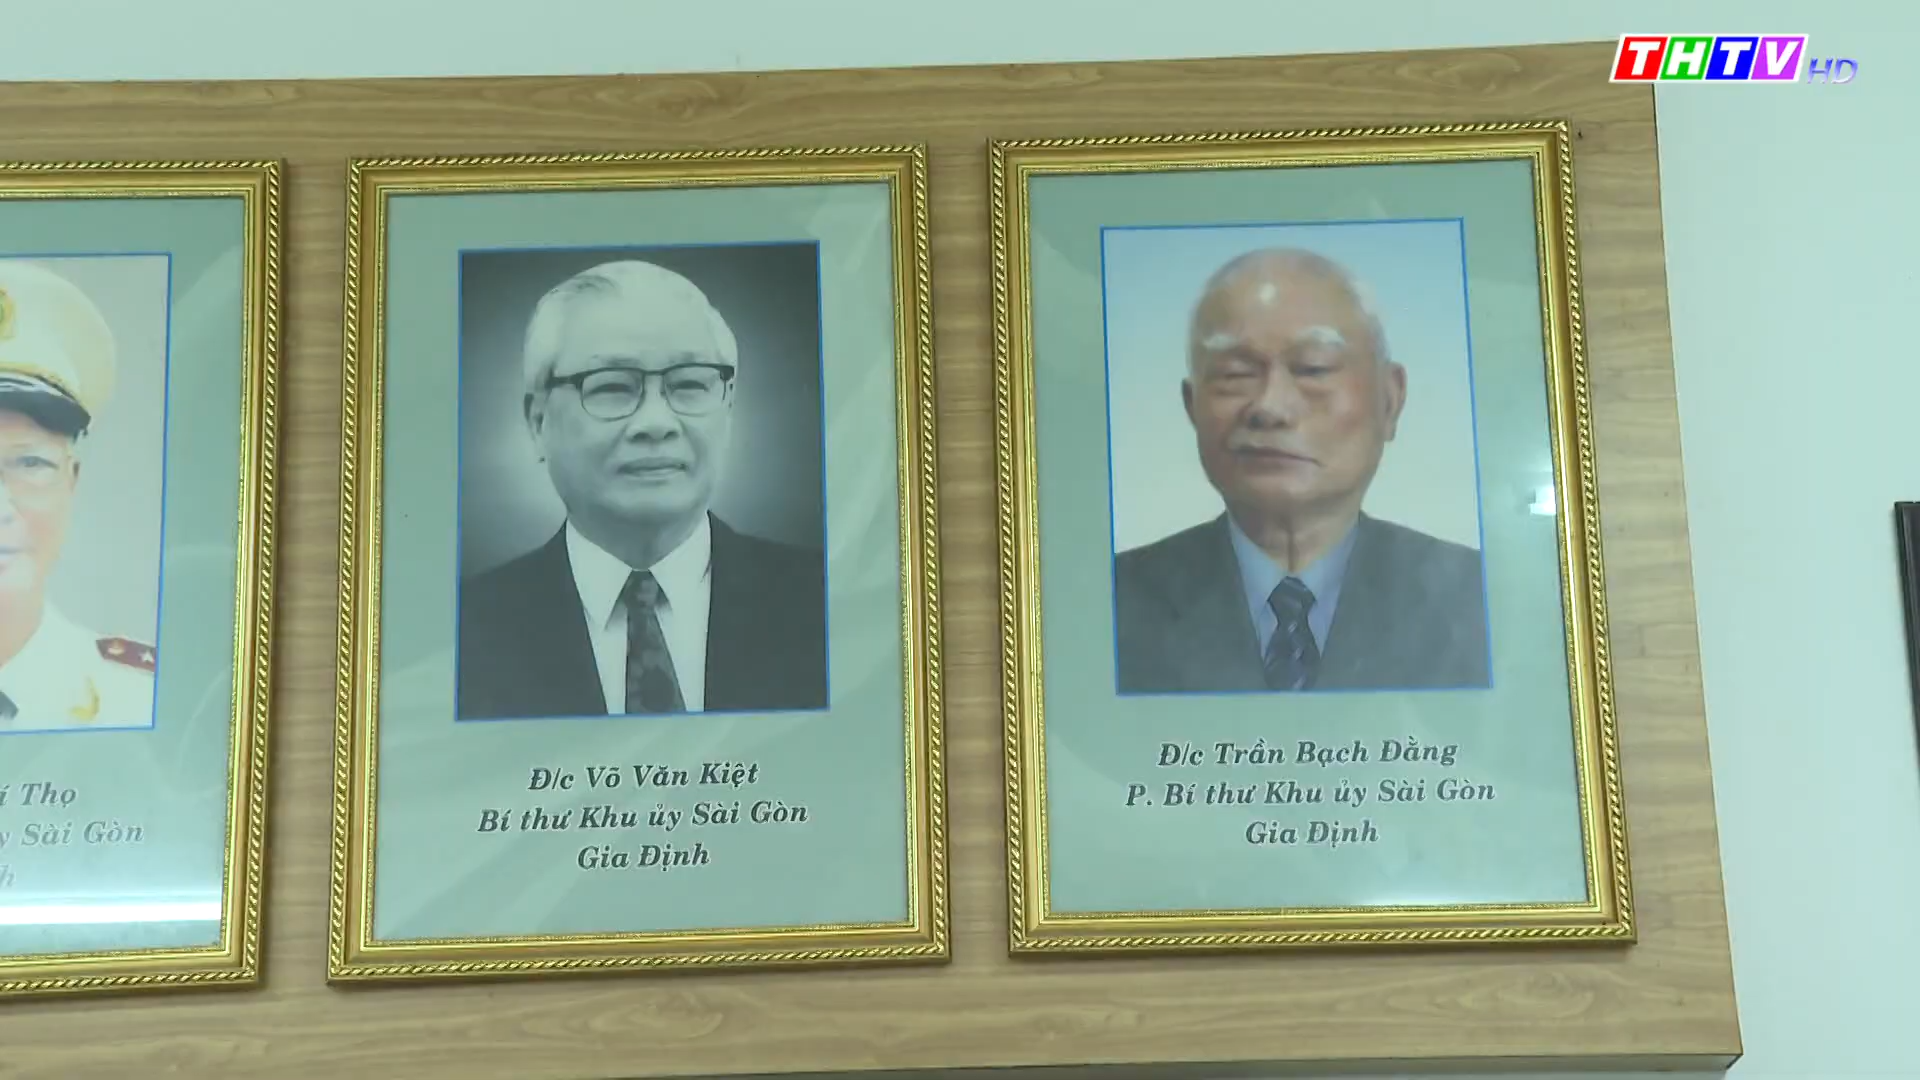 THTV HD
Thọ
Sài Gòn
Đ/c Võ Văn Kiệt
Bí thư Khu ủy Sài Gòn
Gia Định
Đ/c Trần Bạch Đằng
P. Bí thư Khu ủy Sài Gòn
Gia Định